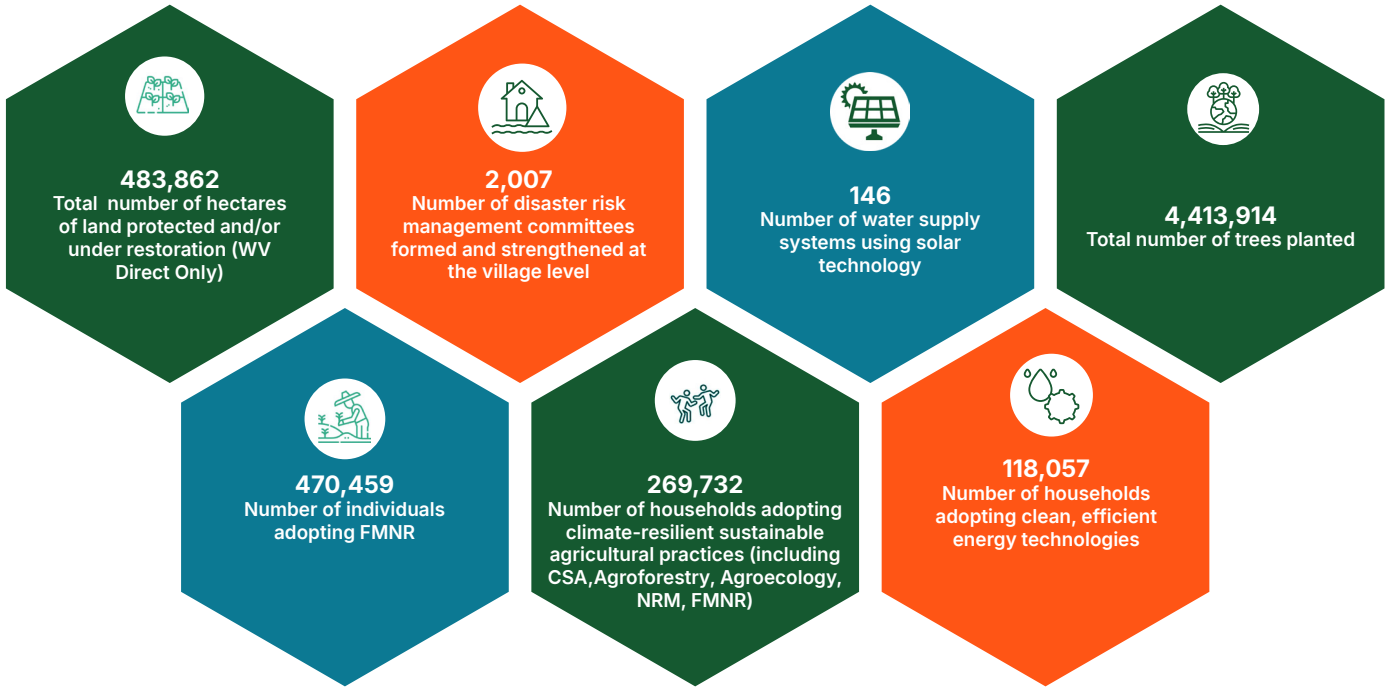 483,862
Total  number of hectares
of land protected and/or
under restoration (WV
Direct Only)
2,007
Number of disaster risk
management committees
formed and strengthened at
the village level
146
Number of water supply
systems using solar
technology
4,413,914
Total number of trees planted
470,459
Number of individuals
adopting FMNR
269,732
Number of households adopting
climate-resilient sustainable
agricultural practices (including
CSA,Agroforestry, Agroecology,
NRM, FMNR)
118,057
Number of households
adopting clean, efficient
energy technologies